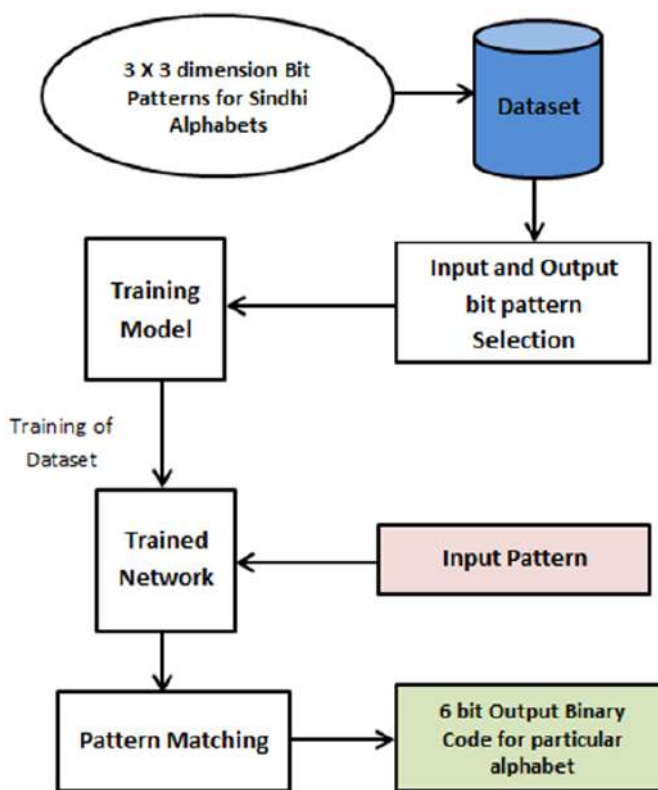 3 X 3 dimension Bit
Patterns for Sindhi
Alphabets
Dataset
Input and Output
bit pattern
Selection
Training
Model
Training of
Dataset
Trained
Network
Input Pattern
Pattern Matching
6 bit Output Binary
Code for particular
alphabet